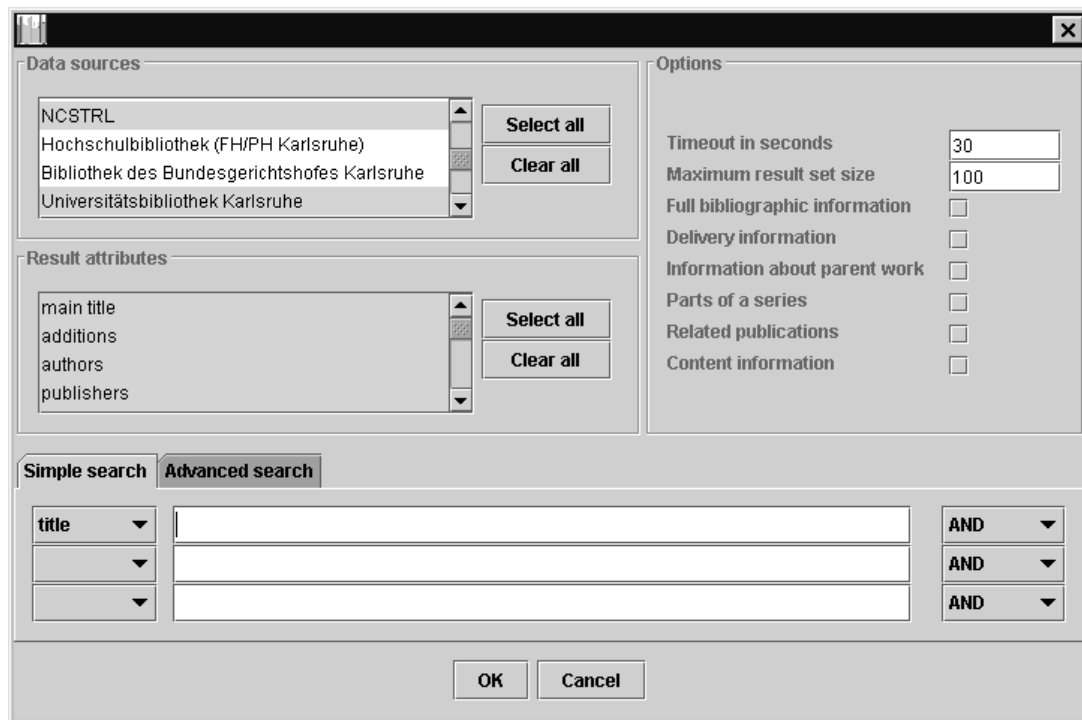 Data sources
NCSTRL
Hochschulbibliothek (FH/PH Karlsruhe)
Bibliothek des Bundesgerichtshofes Karlsruhe
Universitätsbibliothek Karlsruhe
Select all
Clear all
Result attributes
main title
additions
authors
publishers
Select all
Clear all
Options
Timeout in seconds 30
Maximum result set size 100
Full bibliographic information
Delivery information
Information about parent work
Parts of a series
Related publications
Content information
Simple search Advanced search
title AND
AND
AND
OK Cancel